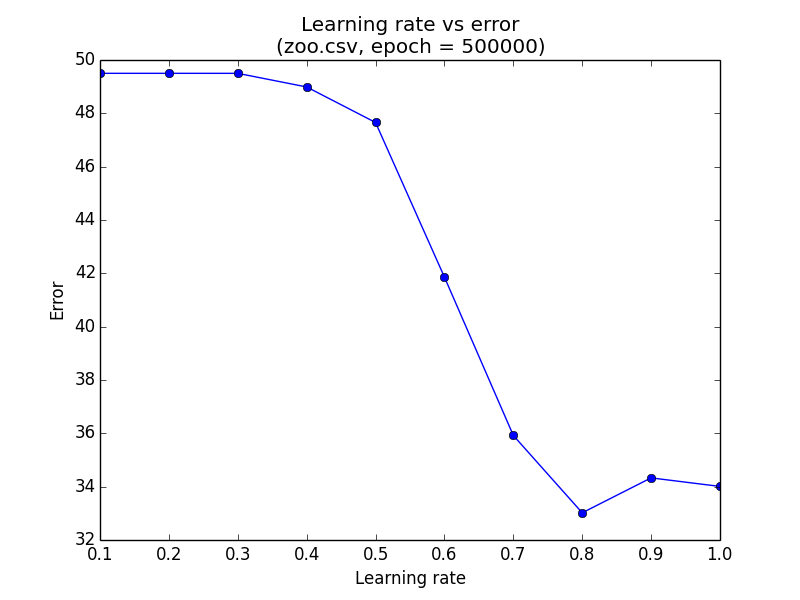 Learning rate vs error
(zoo.csv, epoch = 500000)
50
48
46
44
42
40
38
36
34
32
Error
0.1 0.2 0.3 0.4 0.5 0.6 0.7 0.8 0.9 1.0
Learning rate